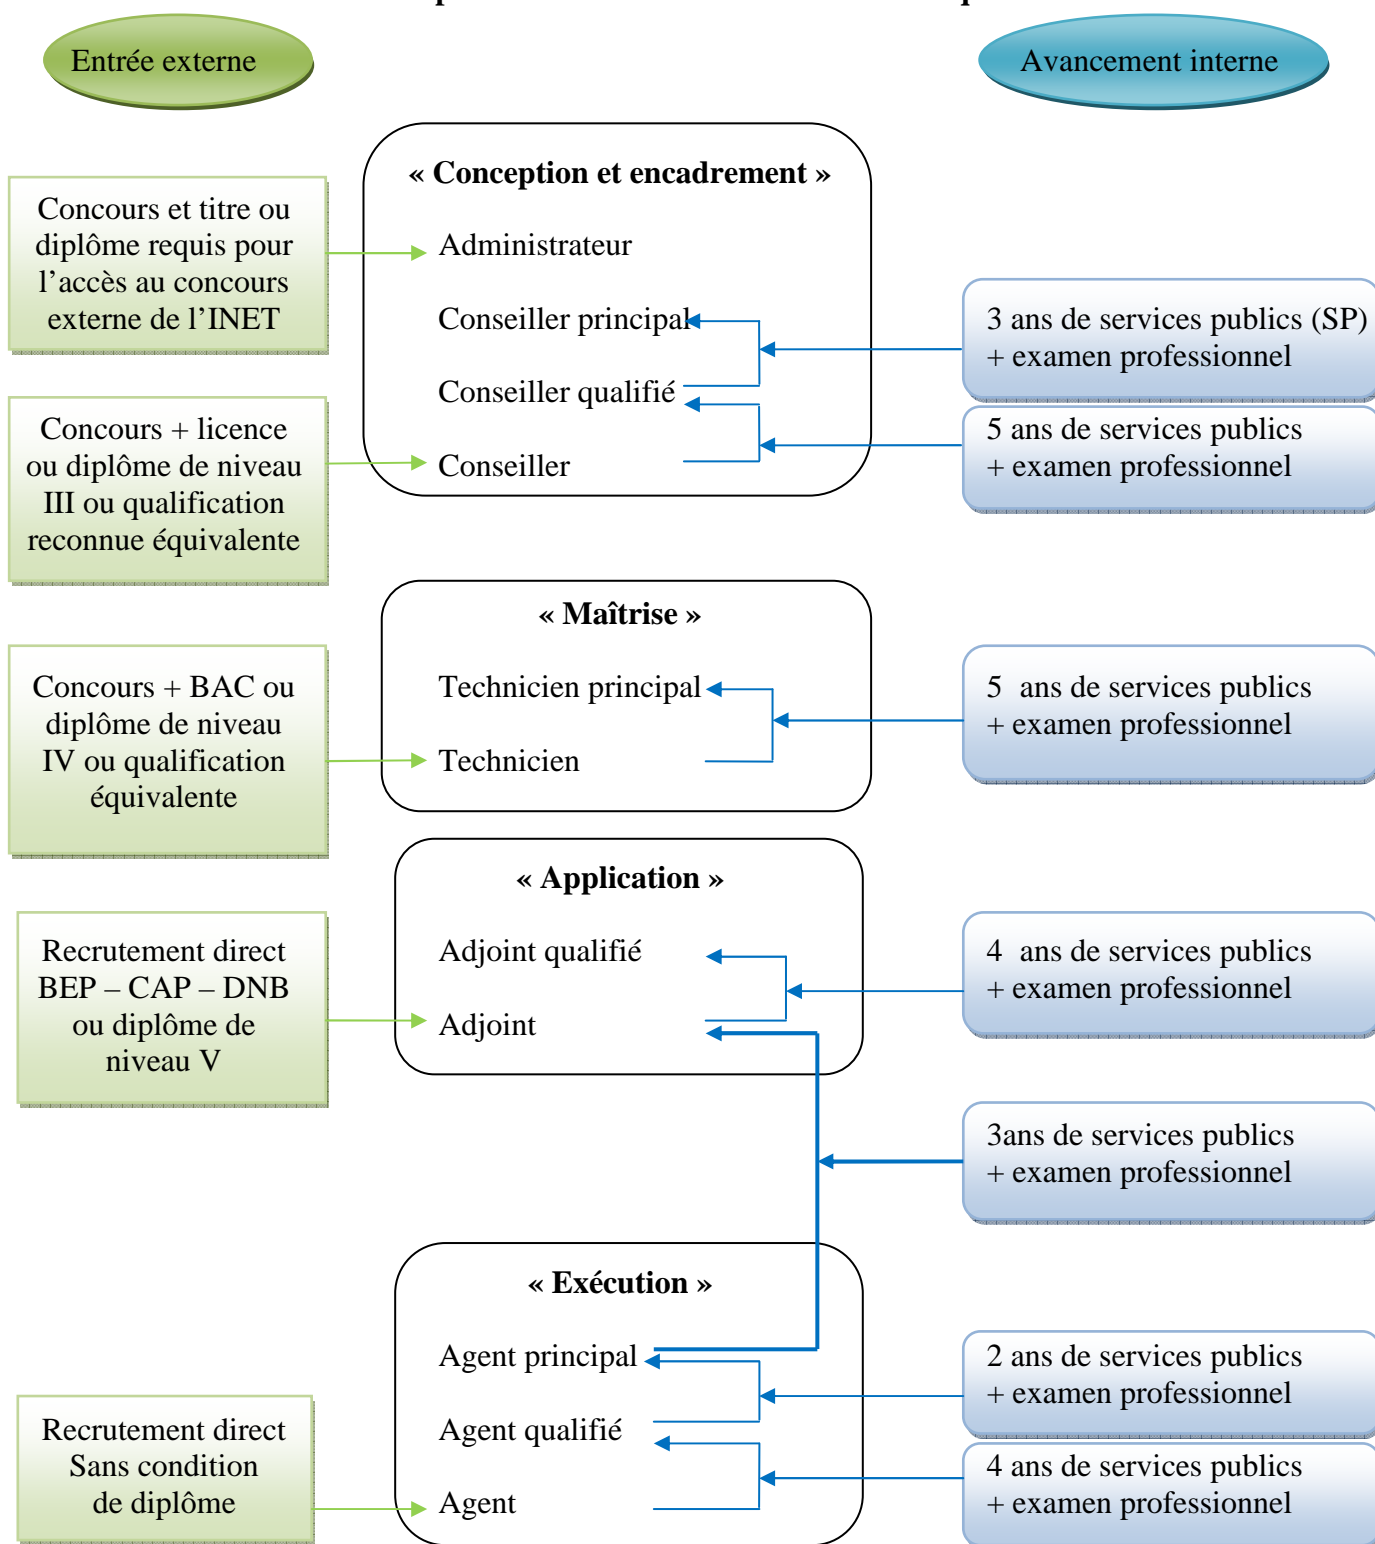 Entrée externe
Avancement interne
« Conception et encadrement »
Concours et titre ou
diplôme requis pour
l’accès au concours
externe de l’INET
Administrateur
Conseiller principal
Conseiller qualifié
Conseiller
3 ans de services publics (SP)
+ examen professionnel
5 ans de services publics
+ examen professionnel
Concours + licence
ou diplôme de niveau
III ou qualification
reconnue équivalente
« Maîtrise »
Concours + BAC ou
diplôme de niveau
IV ou qualification
équivalente
Technicien principal
Technicien
5 ans de services publics
+ examen professionnel
« Application »
Recrutement direct
BEP – CAP – DNB
ou diplôme de
niveau V
Adjoint qualifié
Adjoint
4 ans de services publics
+ examen professionnel
3ans de services publics
+ examen professionnel
« Exécution »
Agent principal
Agent qualifié
Agent
2 ans de services publics
+ examen professionnel
4 ans de services publics
+ examen professionnel
Recrutement direct
Sans condition
de diplôme